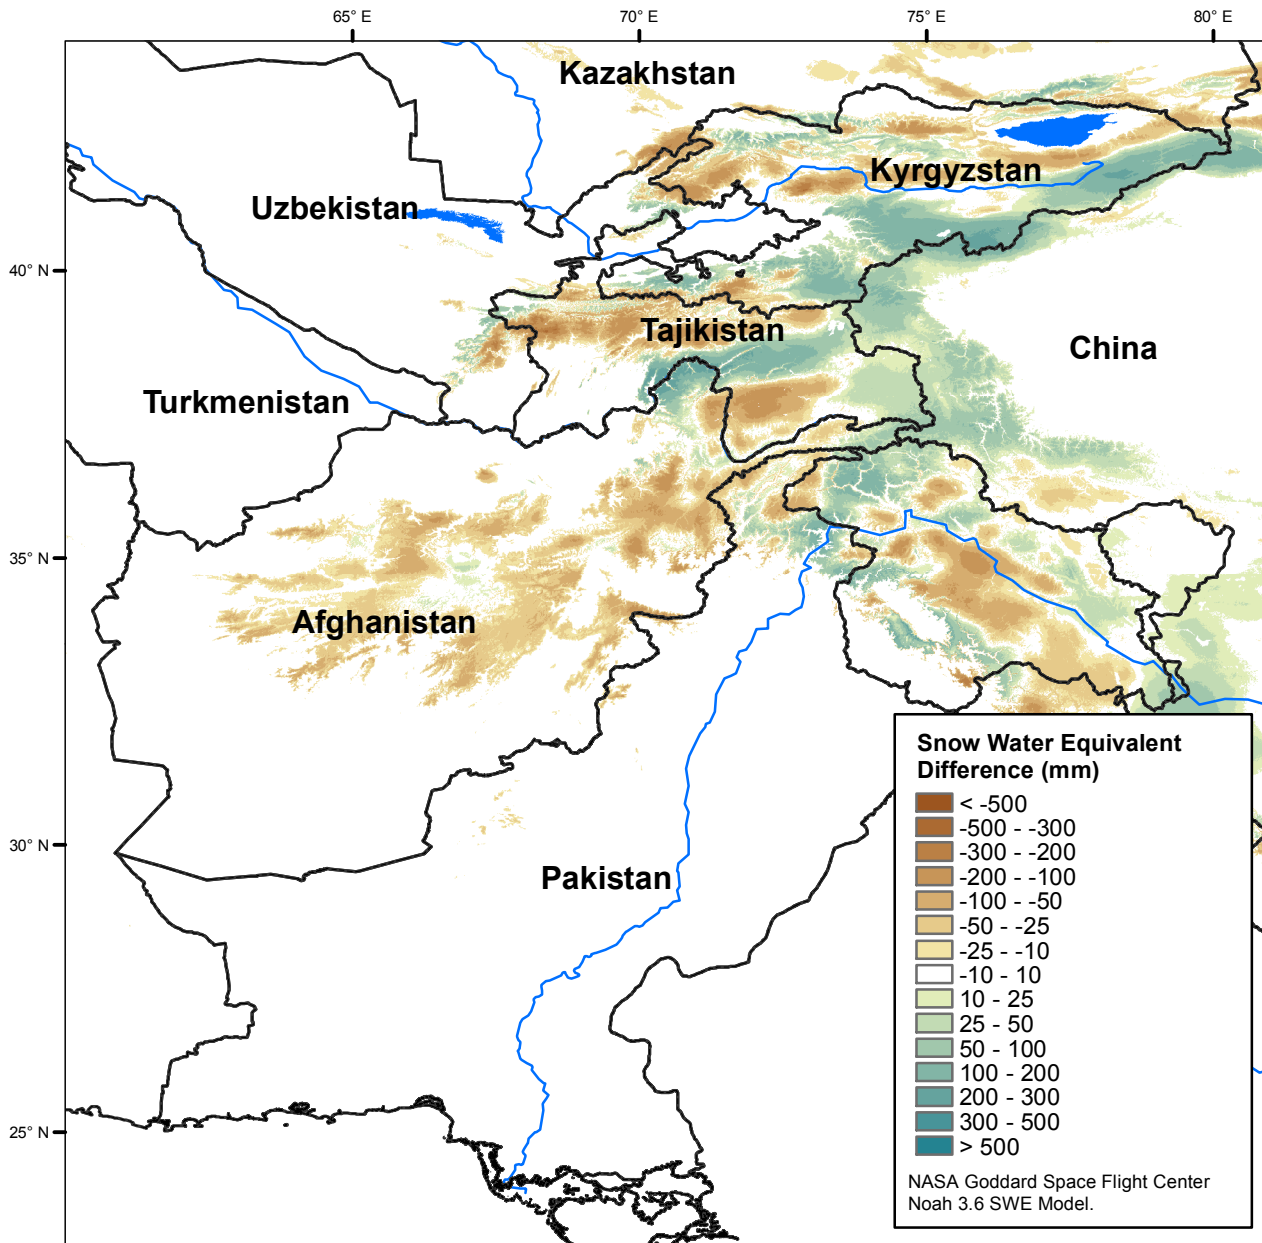 65° E
70° E
75° E
80° E
Kazakhstan
Kyrgyzstan
Uzbekistan
40° N
Tajikistan
China
Turkmenistan
35° N
Afghanistan
30° N
Pakistan
25° N
Snow Water Equivalent
Difference (mm)
< -500
-500 - -300
-300 - -200
-200 - -100
-100 - -50
-50 - -25
-25 - -10
-10 - 10
10 - 25
25 - 50
50 - 100
100 - 200
200 - 300
300 - 500
> 500
NASA Goddard Space Flight Center
Noah 3.6 SWE Model.